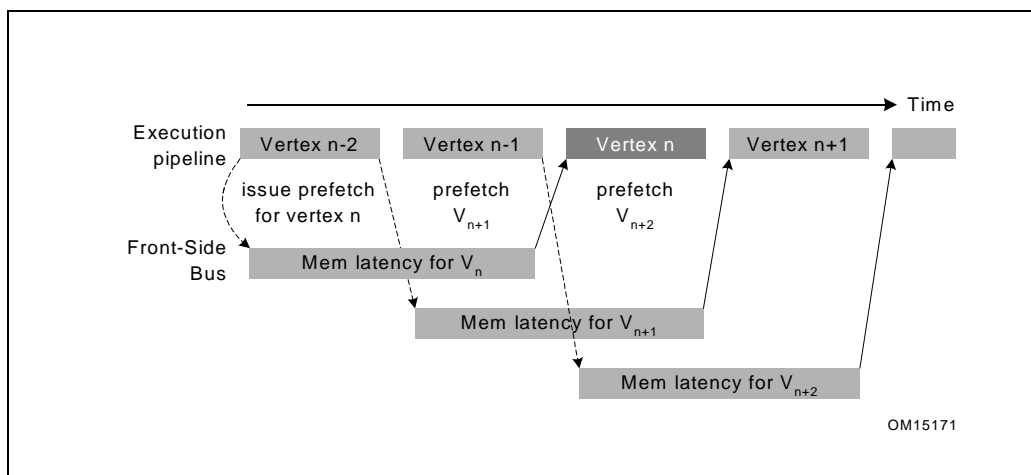 Time
Execution
pipeline
Vertex n-2
Vertex n-1
Vertex n
Vertex n+1
issue prefetch
for vertex n
prefetch
Vn+1
prefetch
Vn+2
Front-Side
Bus
Mem latency for Vn
Mem latency for Vn+1
Mem latency for Vn+2
OM15171